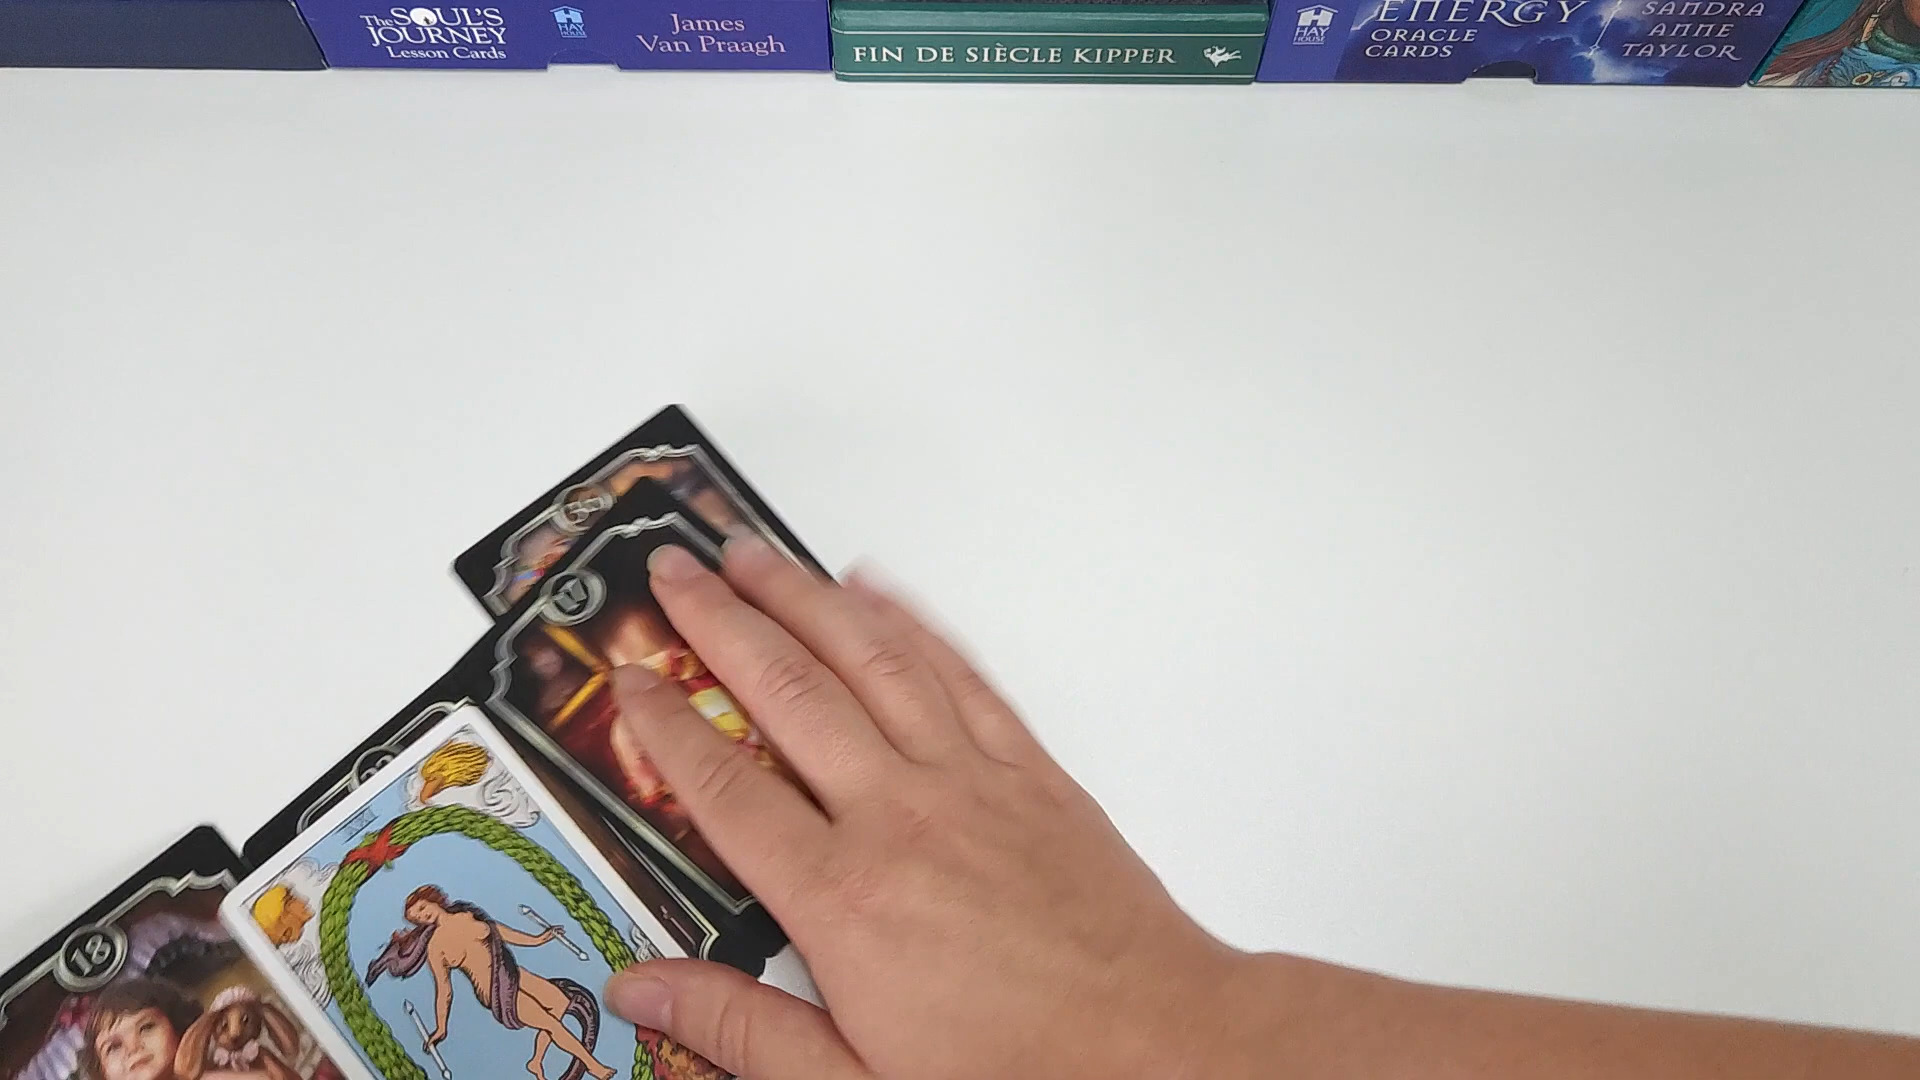 The SOUL'S
JOURNEY
Lesson Cards
HAY
HOUSE
James
Van Praagh
FIN DE SIÈCLE KIPPER
HAY
HOUSE
ENERGY
ORACLE
CARDS
SANDRA
ANNE
TAYLOR
XXI
18